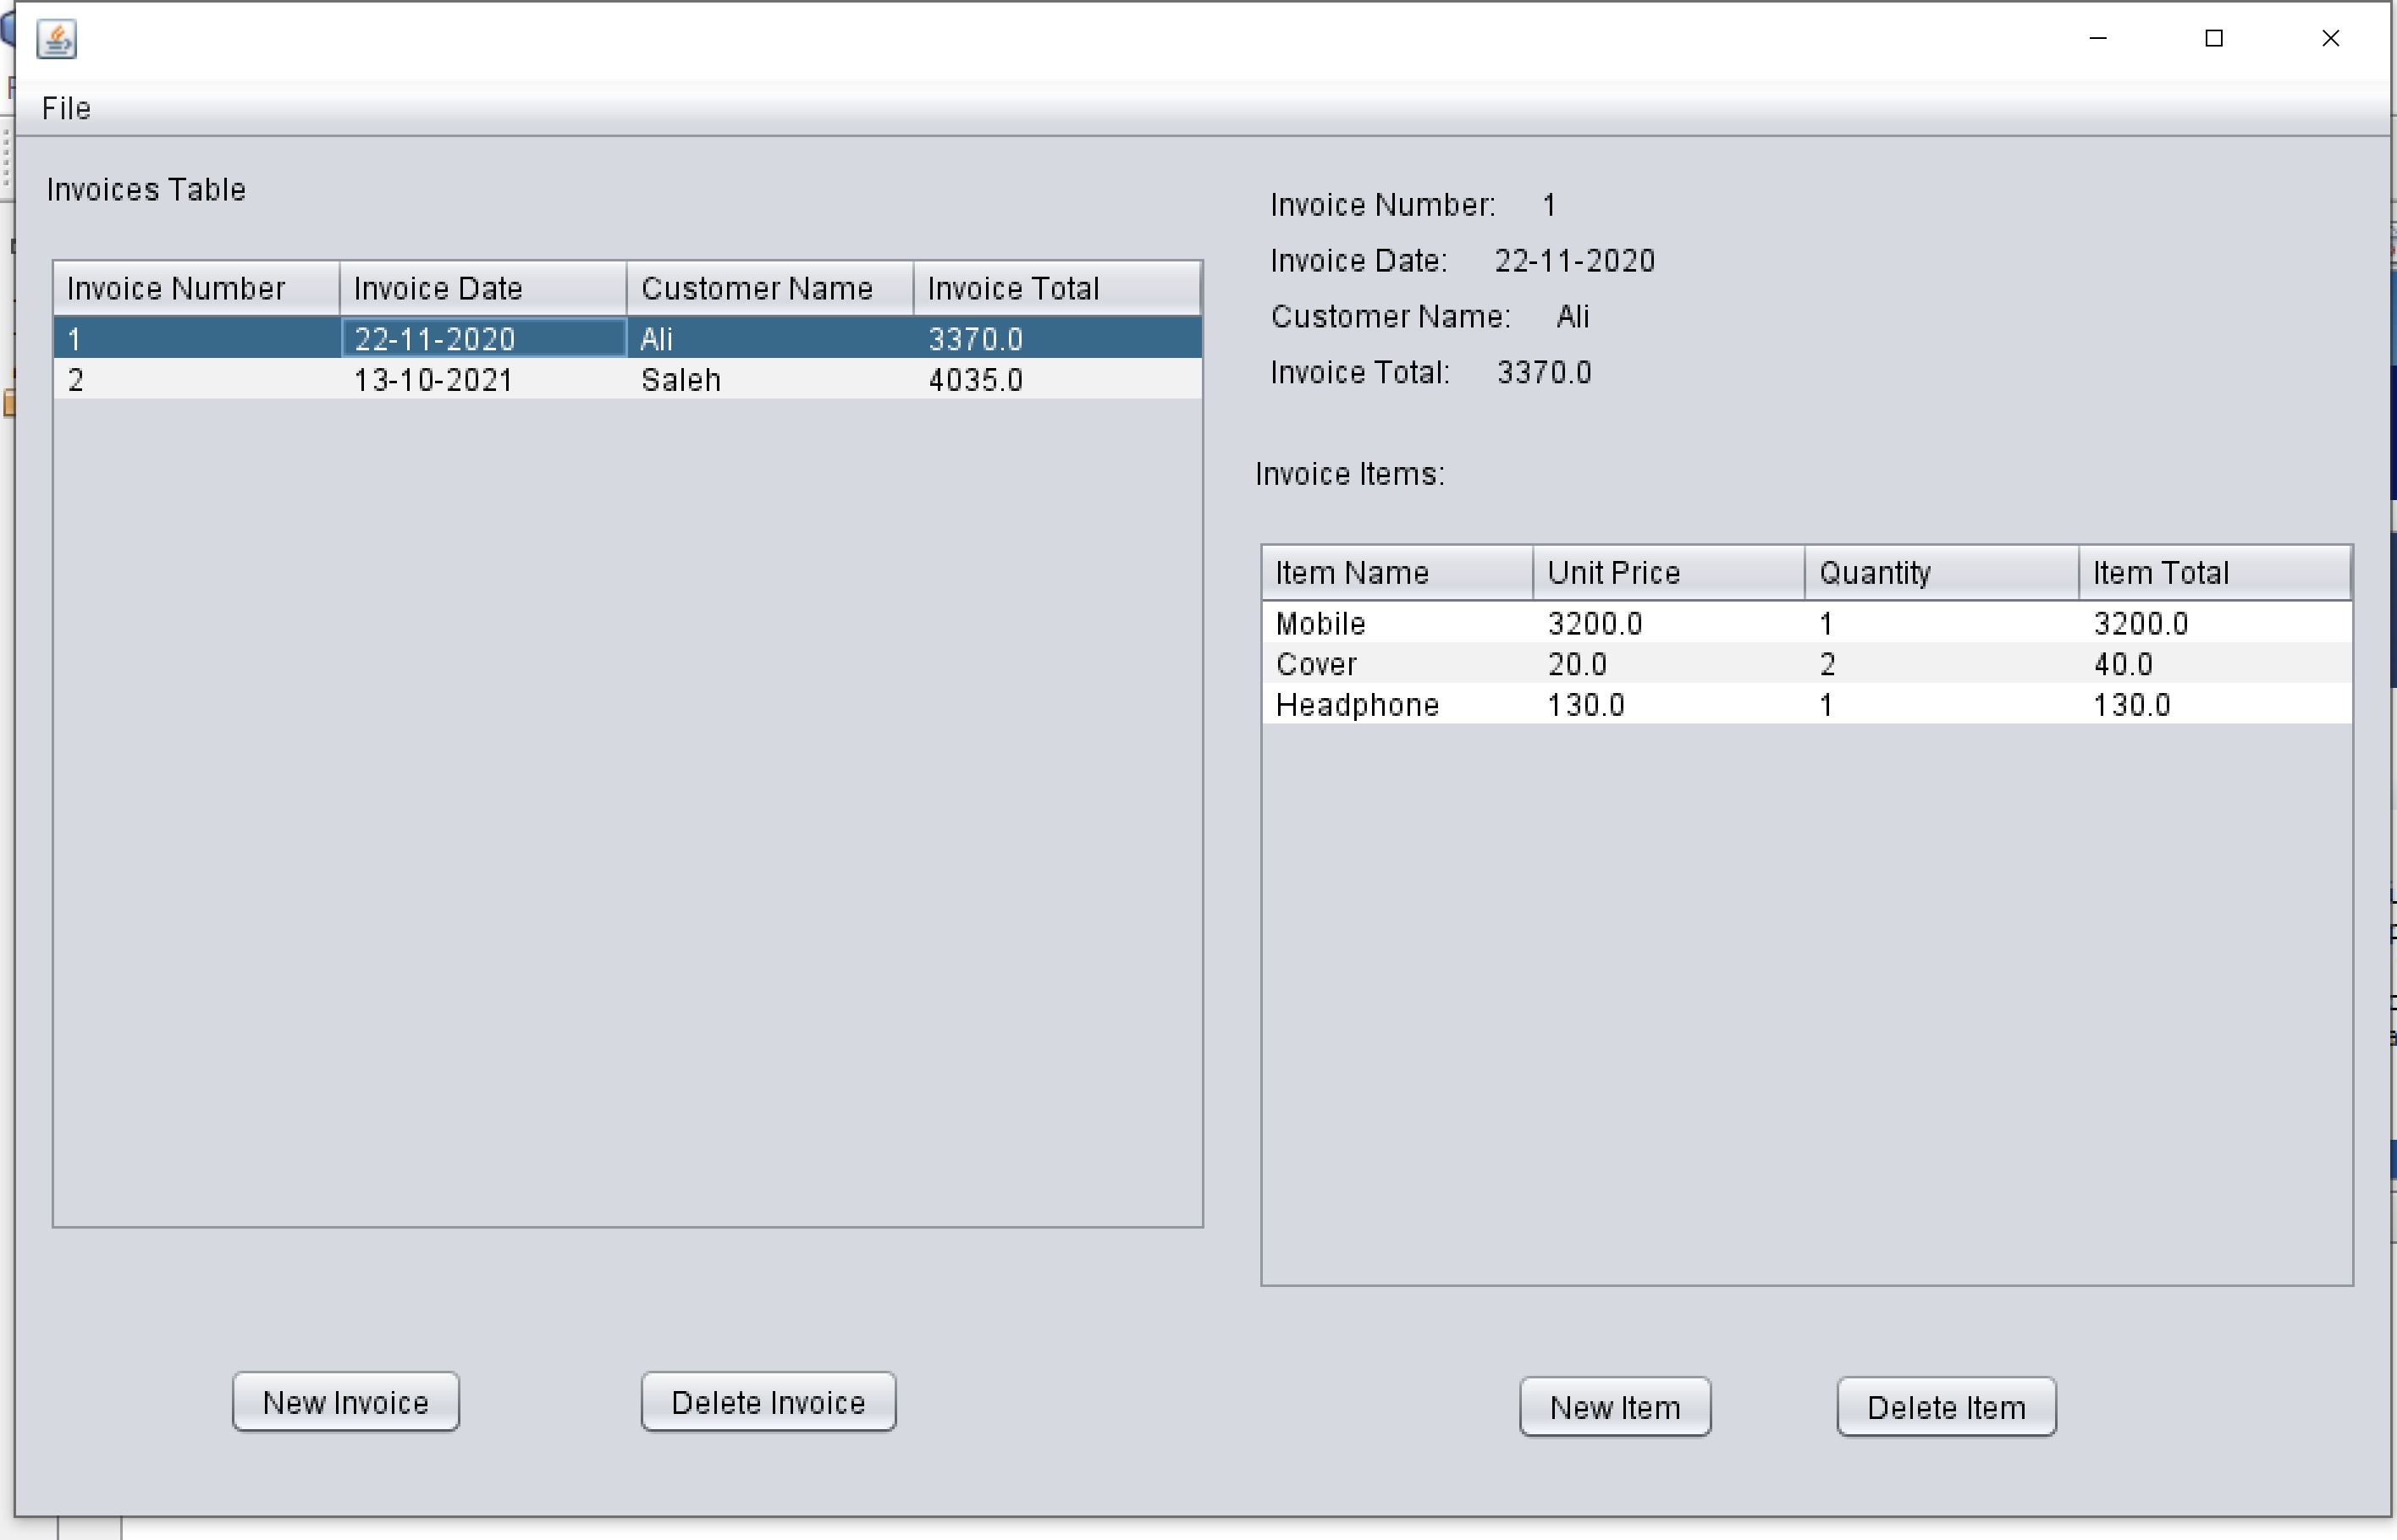 File
Invoices Table
Invoice Number Invoice Date Customer Name Invoice Total
1 22-11-2020 Ali 3370.0
2 13-10-2021 Saleh 4035.0
New Invoice Delete Invoice
Invoice Number: 1
Invoice Date: 22-11-2020
Customer Name: Ali
Invoice Total: 3370.0
Invoice Items:
Item Name Unit Price Quantity Item Total
Mobile 3200.0 1 3200.0
Cover 20.0 2 40.0
Headphone 130.0 1 130.0
New Item Delete Item